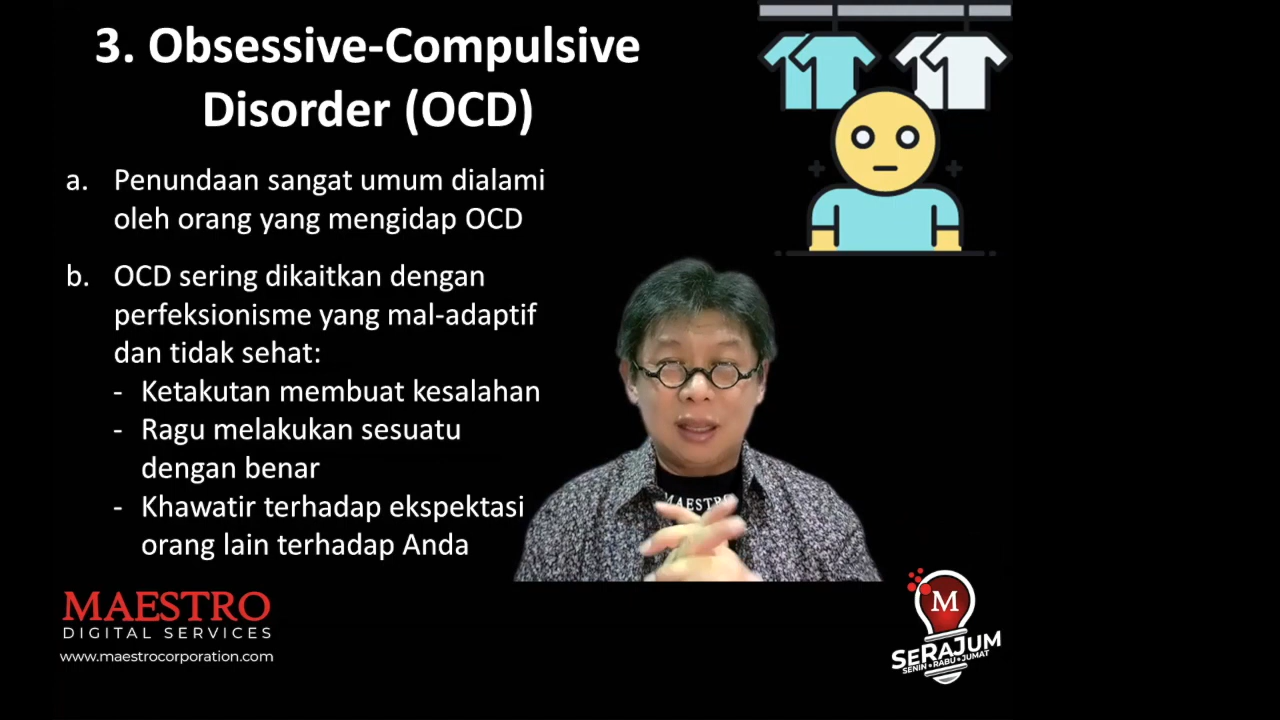 3. Obsessive-Compulsive
Disorder (OCD)
a. Penundaan sangat umum dialami
oleh orang yang mengidap OCD
b. OCD sering dikaitkan dengan
perfeksionisme yang mal-adaptif
dan tidak sehat:
- Ketakutan membuat kesalahan
- Ragu melakukan sesuatu
dengan benar
- Khawatir terhadap ekspektasi
orang lain terhadap Anda
MAESTRO
MAESTRO
DIGITAL SERVICES
www.maestrocorporation.com
M
SERAJUM
SENIN • RABU • JUMAT